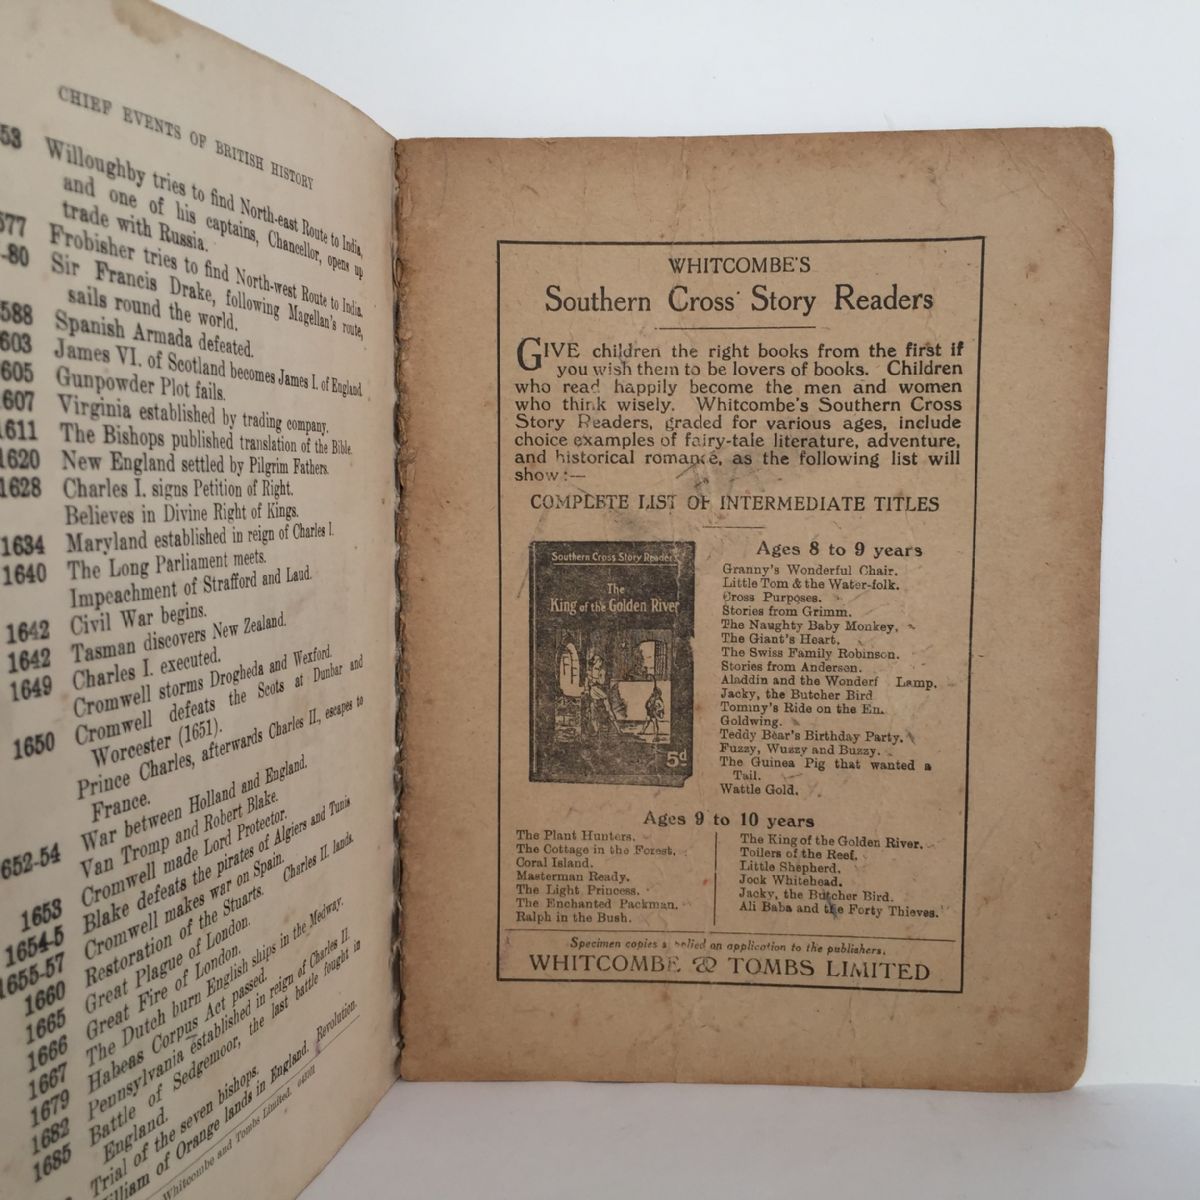 CHIEF EVENTS OF BRITISH HISTORY
53 Willoughby tries to find North-east Route to India,
and one of his captains, Chancellor, opens up
trade with Russia.
577 Frobisher tries to find North-west Route to India.
-80 Sir Francis Drake, following Magellan's route,
sails round the world.
588 Spanish Armada defeated.
603 James VI. of Scotland becomes James I. of England
605 Gunpowder Plot fails.
607 Virginia established by trading company.
1611 The Bishops published translation of the Bible.
1620 New England settled by Pilgrim Fathers.
1628 Charles I. signs Petition of Right.
Believes in Divine Right of Kings.
1634 Maryland established in reign of Charles I.
1640 The Long Parliament meets.
Impeachment of Strafford and Laud.
1642 Civil War begins.
1642 Tasman discovers New Zealand.
1649 Charles I. executed.
Cromwell storms Drogheda and Wexford.
1650 Cromwell defeats the Scots at Dunbar and
Worcester (1651).
Prince Charles, afterwards Charles II., escapes to
France.
652-54 War between Holland and England.
Van Tromp and Robert Blake.
1653 Cromwell made Lord Protector.
1654-5 Blake defeats the pirates of Algiers and Tunis
1655-57 Cromwell makes war on Spain.
1660 Restoration of the Stuarts. Charles II. lands.
1665 Great Plague of London.
1666 Great Fire of London.
1667 The Dutch burn English ships in the Medway.
1679 Habeas Corpus Act passed.
1682 Pennsylvania established in reign of Charles II.
1685 Battle of Sedgemoor, the last battle fought in
England.
Trial of the seven bishops.
illiam of Orange lands in England. Revolution.
Whitcombe and Tombs Limited.
WHITCOMBE'S
Southern Cross Story Readers
GIVE children the right books from the first if
you wish them to be lovers of books. Children
who read happily become the men and women
who think wisely. Whitcombe's Southern Cross
Story Readers, graded for various ages, include
choice examples of fairy-tale literature, adventure,
and historical romance, as the following list will
show:—
COMPLETE LIST OF INTERMEDIATE TITLES
Southern Cross Story Readers
The
King of the Golden River
5d
Ages 8 to 9 years
Granny's Wonderful Chair.
Little Tom & the Water-folk.
Cross Purposes.
Stories from Grimm.
The Naughty Baby Monkey.
The Giant's Heart.
The Swiss Family Robinson.
Stories from Anderson.
Aladdin and the Wonderf Lamp.
Jacky, the Butcher Bird
Tommy's Ride on the En.
Goldwing.
Teddy Bear's Birthday Party.
Fuzzy, Wuzzy and Buzzy.
The Guinea Pig that wanted a
Tail.
Wattle Gold.
Ages 9 to 10 years
The Plant Hunters.
The Cottage in the Forest.
Coral Island.
Masterman Ready.
The Light Princess.
The Enchanted Packman.
Ralph in the Bush.
The King of the Golden River.
Toilers of the Reef.
Little Shepherd.
Jock Whitehead.
Jacky, the Butcher Bird.
Ali Baba and the Forty Thieves.
Specimen copies s plied on application to the publishers.
WHITCOMBE & TOMBS LIMITED